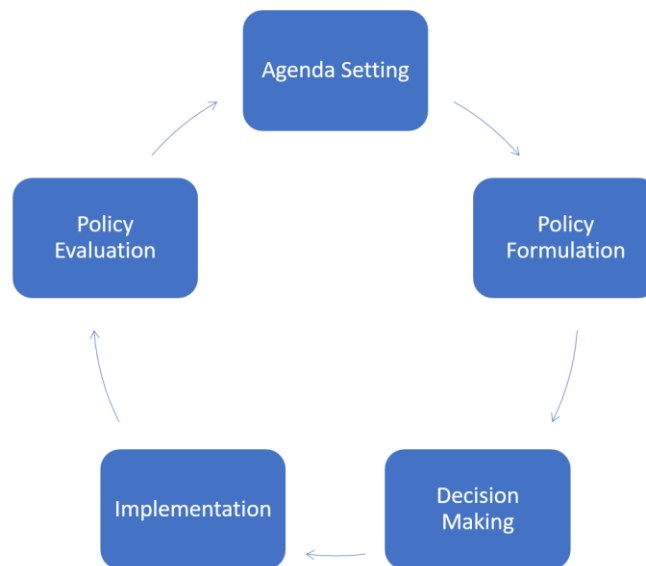 Agenda Setting
Policy
Formulation
Decision
Making
Implementation
Policy
Evaluation